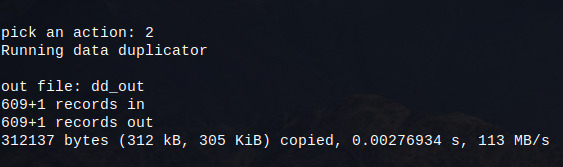 pick an action: 2
Running data duplicator
out file: dd_out
609+1 records in
609+1 records out
312137 bytes (312 kB, 305 KiB) copied, 0.00276934 s, 113 MB/s